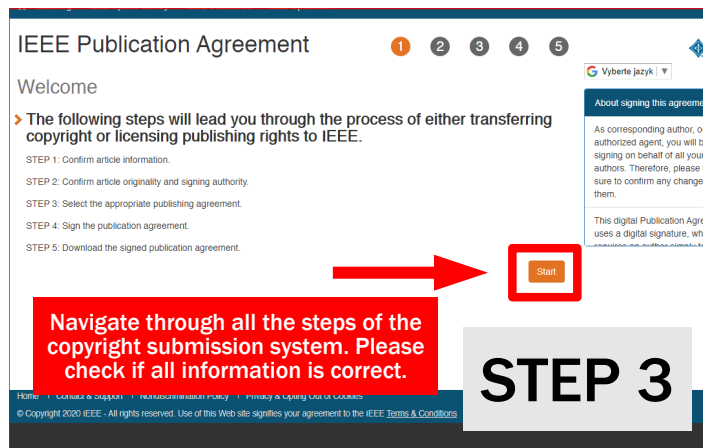 IEEE Publication Agreement
1 2 3 4 5
Vyberte jazyk ▼
Welcome
About signing this
The following steps will lead you through the process of either transferring
copyright or licensing publishing rights to IEEE.
As corresponding author,
authorized agent, you will
signing on behalf of all your
authors. Therefore, please
sure to confirm any change
them.
This digital Publication
uses a digital signature,
STEP 1: Confirm article information.
STEP 2: Confirm article originality and signing authority.
STEP 3: Select the appropriate publishing agreement.
STEP 4: Sign the publication agreement.
STEP 5: Download the signed publication agreement.
Start
Navigate through all the steps of the
copyright submission system. Please
check if all information is correct.
STEP 3
Home | Contact & Support | Nondiscrimination Policy | Privacy & Opting Out of Cookies
© Copyright 2020 IEEE - All rights reserved. Use of this Web site signifies your agreement to the IEEE Terms & Conditions